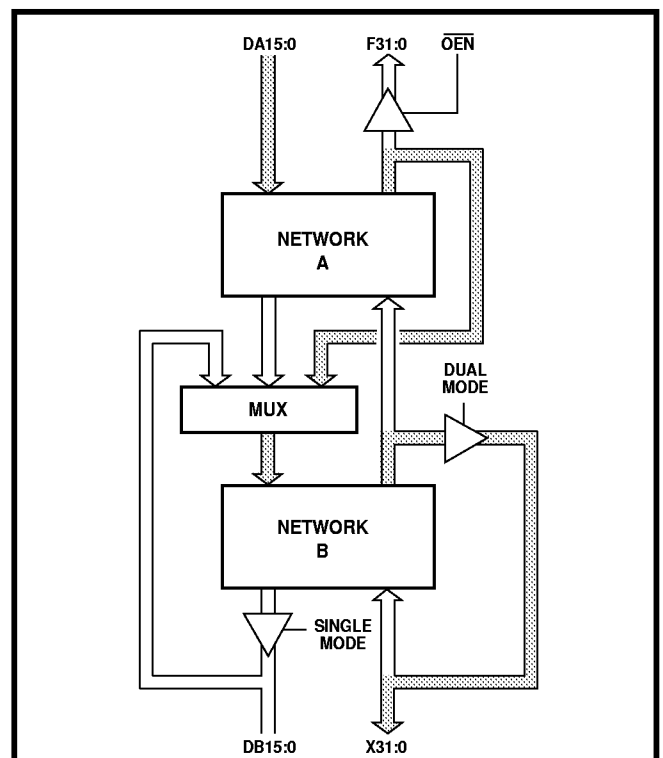 DA15:0
F31:0
OEN
NETWORK
A
DUAL
MODE
MUX
NETWORK
B
SINGLE
MODE
DB15:0
X31:0